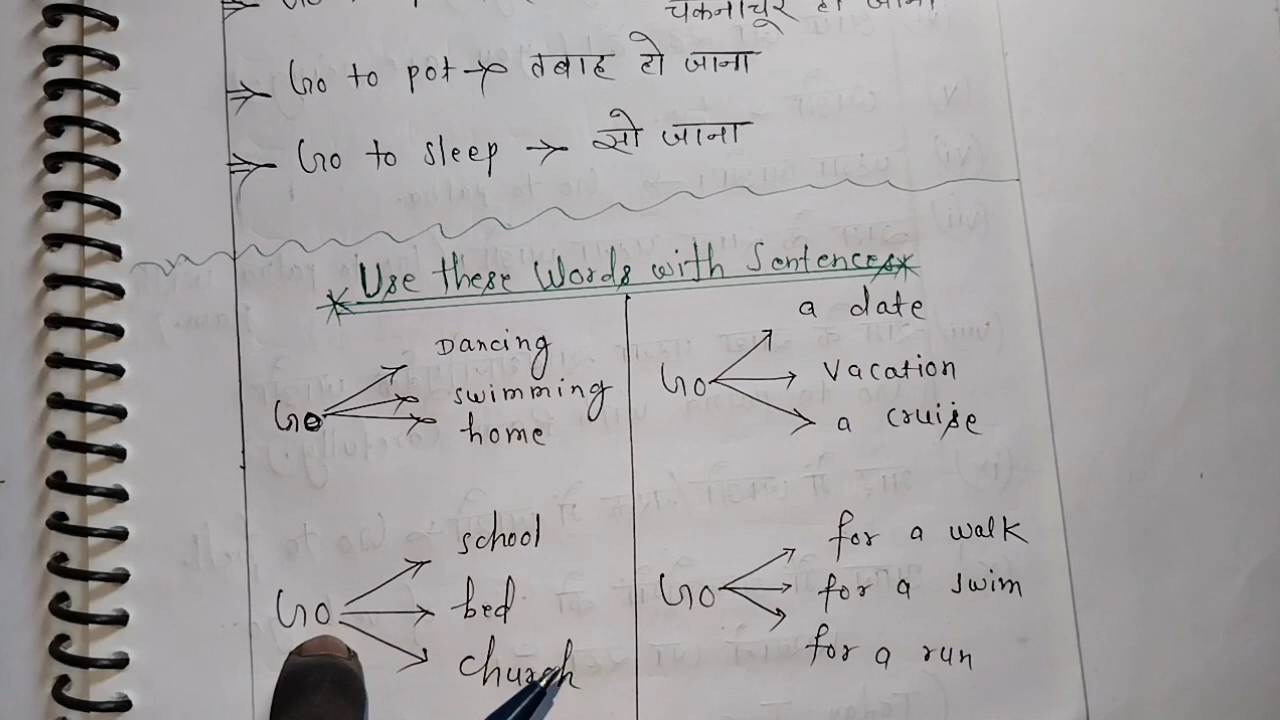 चकनाचूर हो जाना
Go to pot → तबाह हो जाना
Go to sleep → सो जाना
* Use these Words with Sentences *
Dancing
Go swimming
home
a date
Go vacation
a cruise
school
Go bed
church
for a walk
Go for a swim
for a run